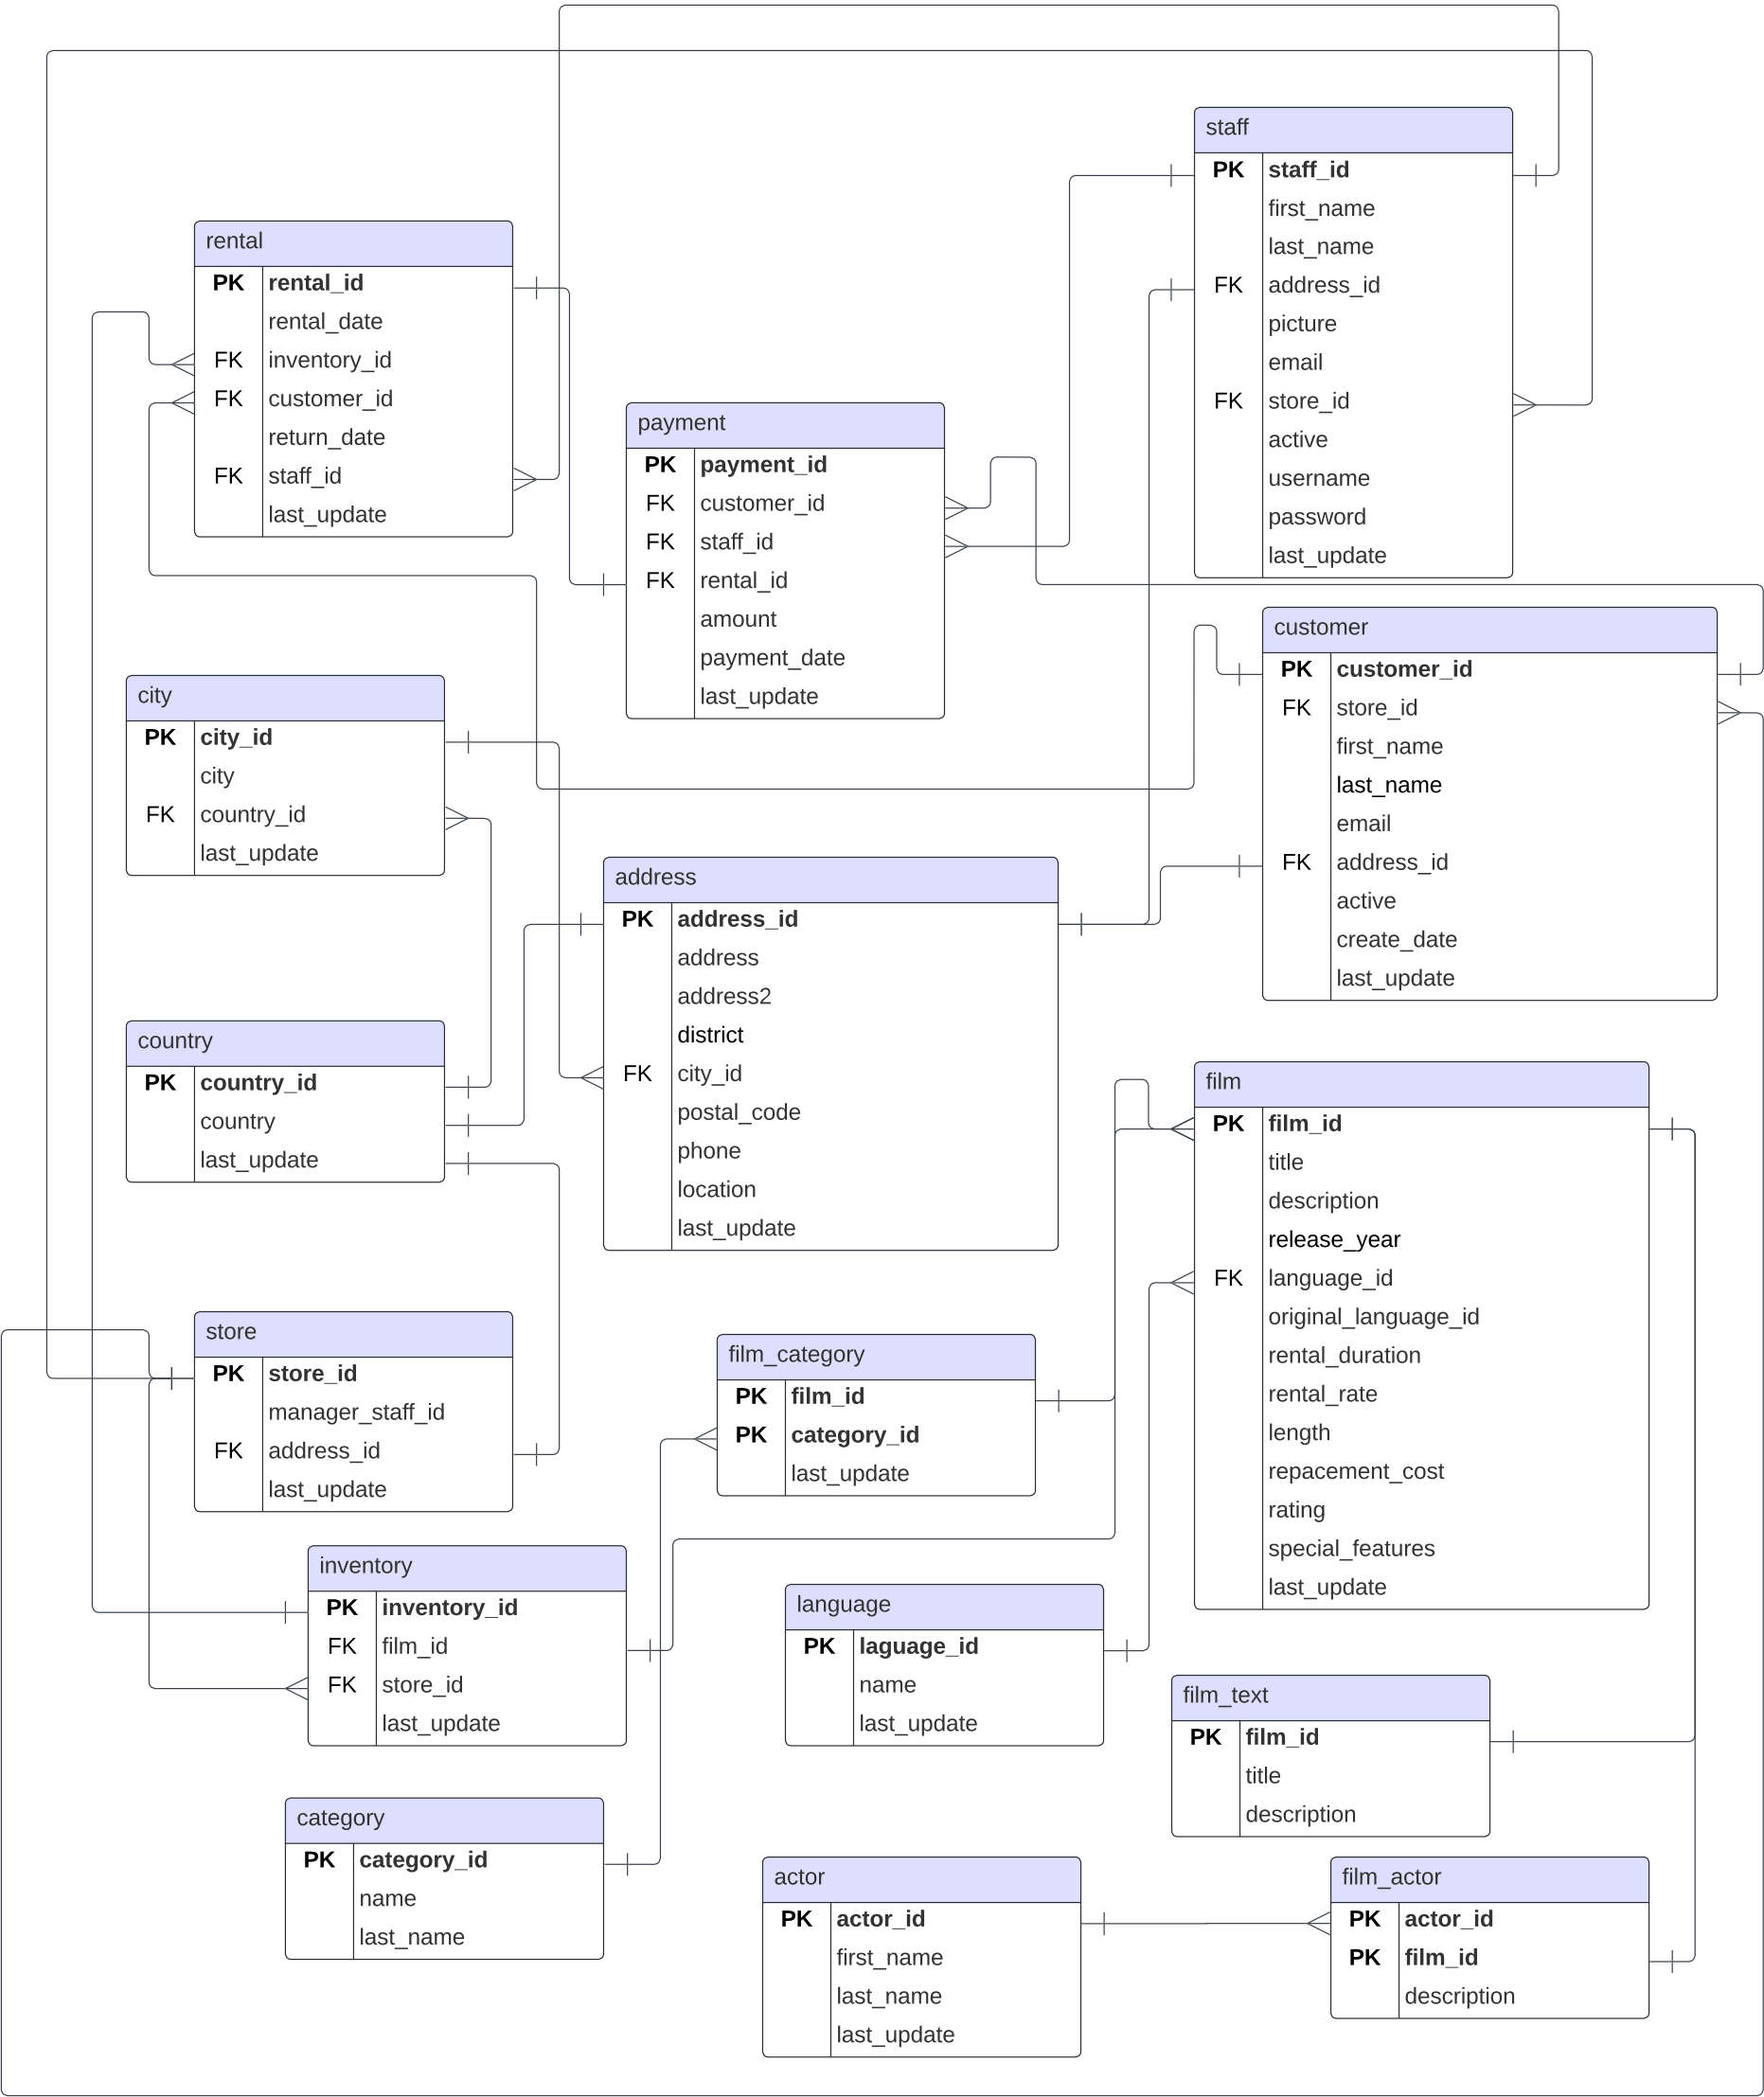 staff
PK staff_id
first_name
last_name
FK address_id
picture
email
FK store_id
active
username
password
last_update
rental
PK rental_id
rental_date
FK inventory_id
FK customer_id
return_date
FK staff_id
last_update
payment
PK payment_id
FK customer_id
FK staff_id
FK rental_id
amount
payment_date
last_update
customer
PK customer_id
FK store_id
first_name
last_name
email
FK address_id
active
create_date
last_update
city
PK city_id
city
FK country_id
last_update
address
PK address_id
address
address2
district
FK city_id
postal_code
phone
location
last_update
country
PK country_id
country
last_update
film
PK film_id
title
description
release_year
FK language_id
original_language_id
rental_duration
rental_rate
length
repacement_cost
rating
special_features
last_update
store
PK store_id
manager_staff_id
FK address_id
last_update
film_category
PK film_id
PK category_id
last_update
inventory
PK inventory_id
FK film_id
FK store_id
last_update
language
PK laguage_id
name
last_update
film_text
PK film_id
title
description
category
PK category_id
name
last_name
actor
PK actor_id
first_name
last_name
last_update
film_actor
PK actor_id
PK film_id
description